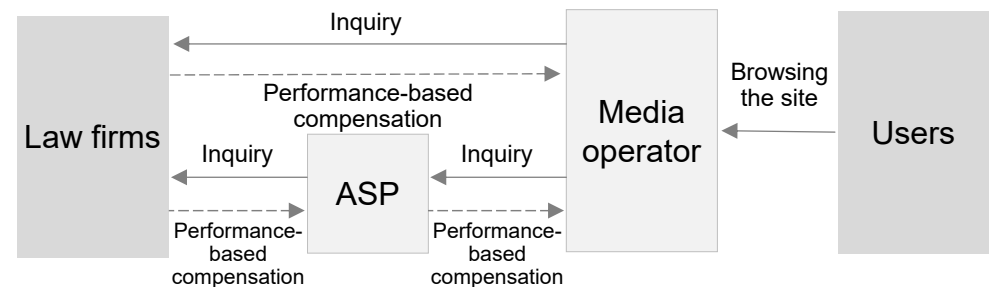 Inquiry
Performance-based
compensation
Law firms
Inquiry
ASP
Inquiry
Performance-
based
compensation
Performance-
based
compensation
Media
operator
Browsing
the site
Users